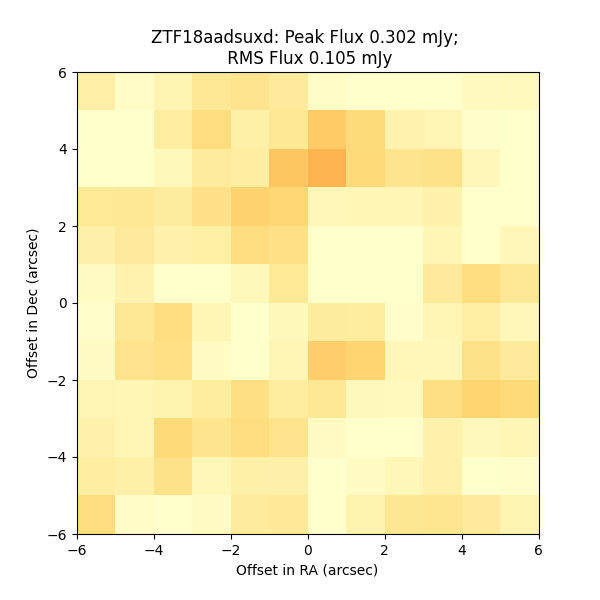 ZTF18aadsuxd: Peak Flux 0.302 mJy;
RMS Flux 0.105 mJy
6
4
2
0
−2
−4
−6
Offset in Dec (arcsec)
−6 −4 −2 0 2 4 6
Offset in RA (arcsec)